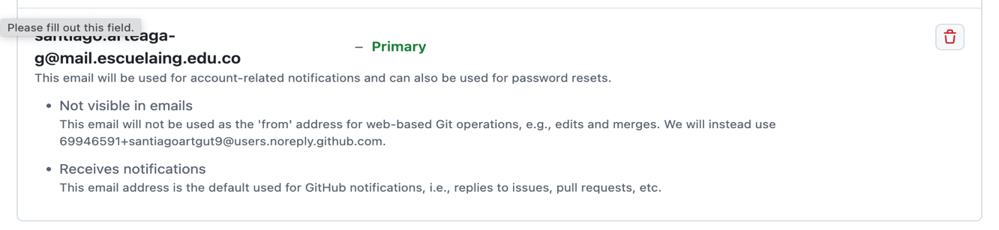 Please fill out this field.
santiago.arteaga-
g@mail.escuelaing.edu.co
– Primary
This email will be used for account-related notifications and can also be used for password resets.
• Not visible in emails
This email will not be used as the 'from' address for web-based Git operations, e.g., edits and merges. We will instead use
69946591+santiagoartgut9@users.noreply.github.com.
• Receives notifications
This email address is the default used for GitHub notifications, i.e., replies to issues, pull requests, etc.